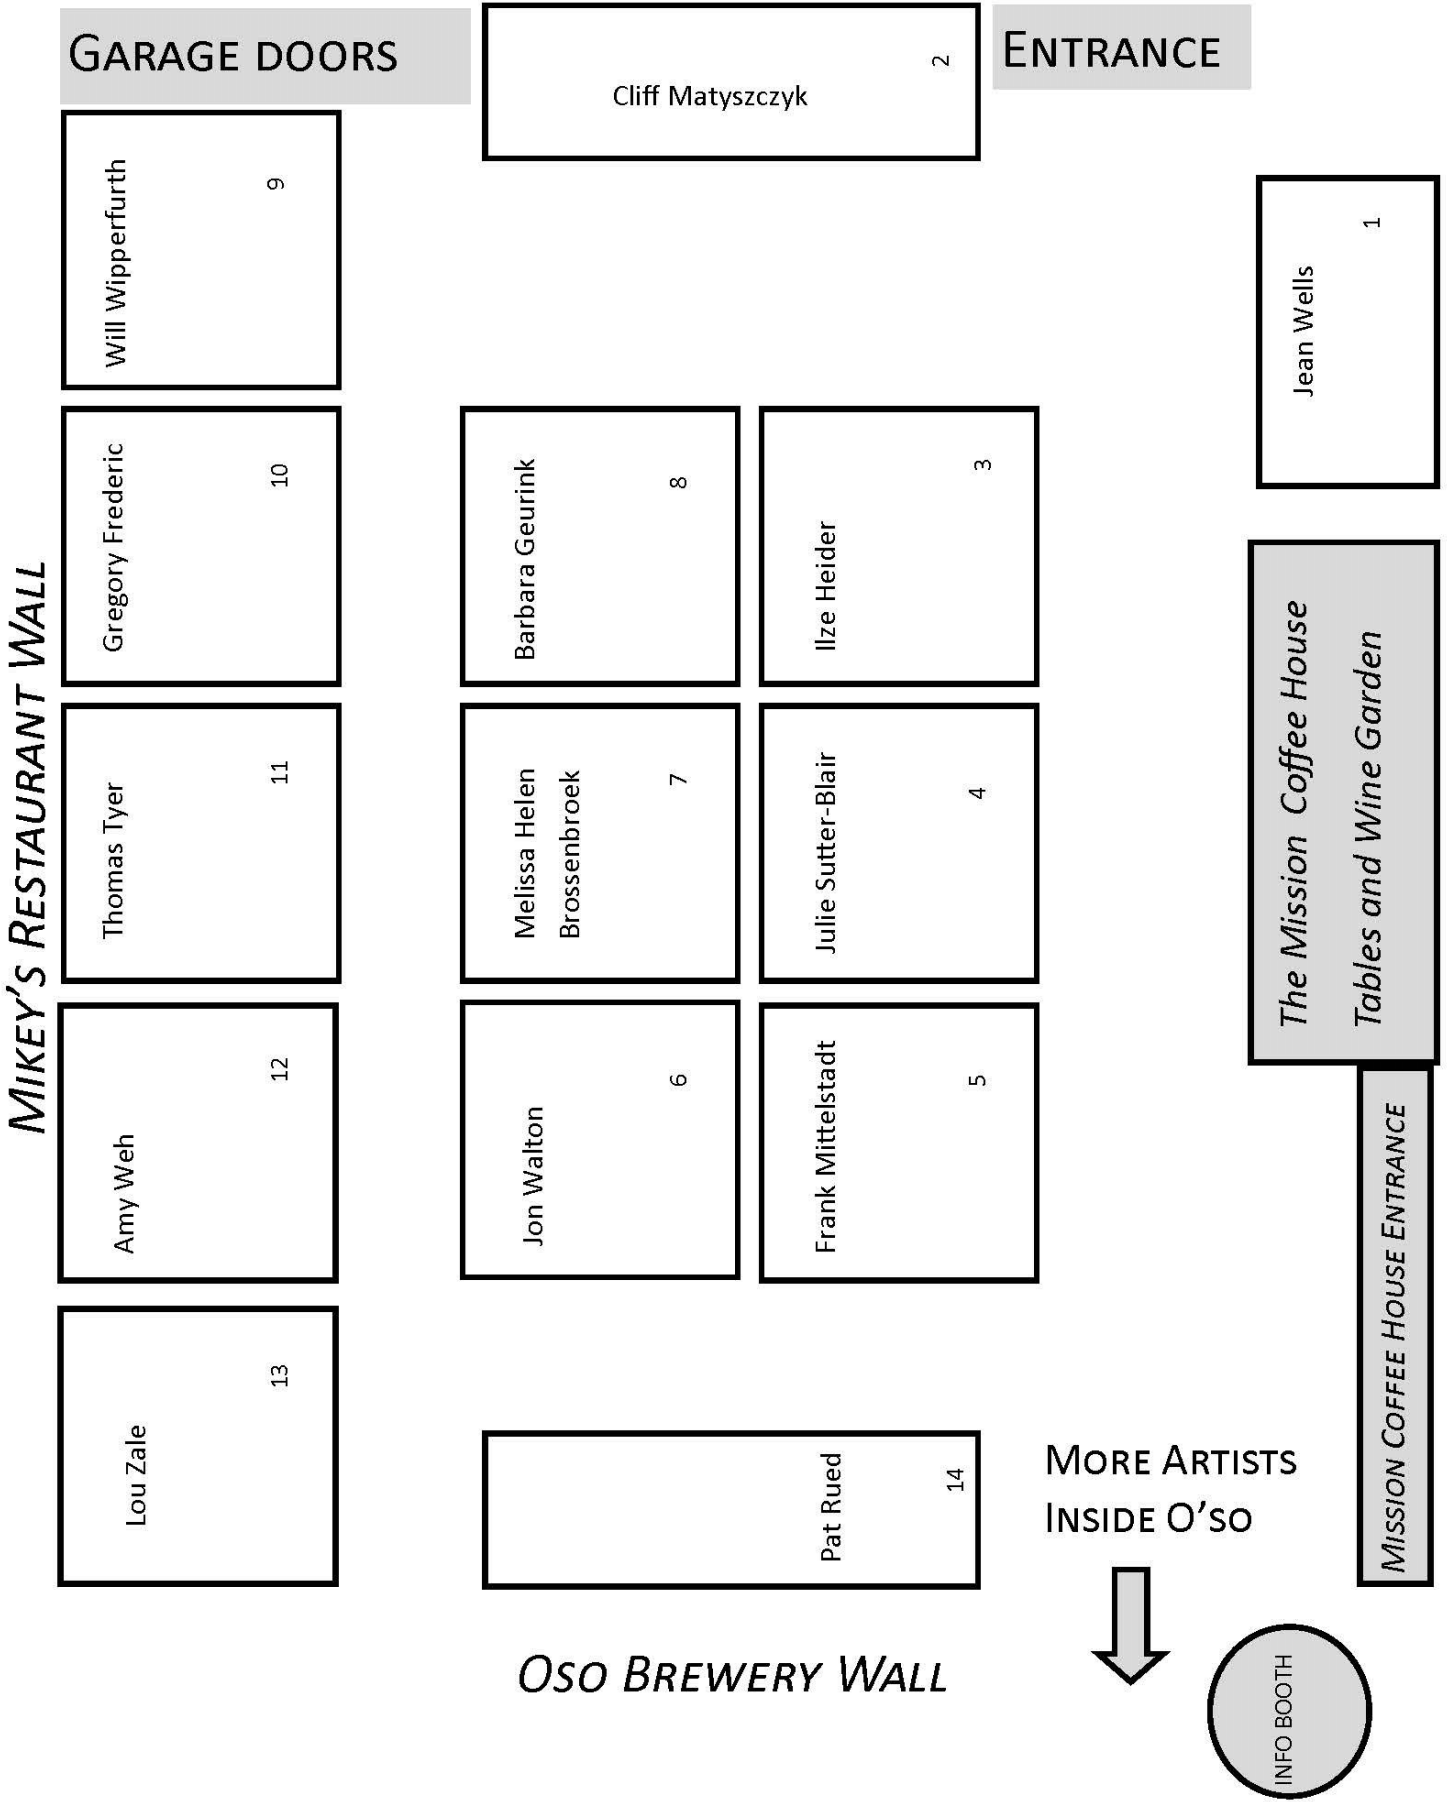 GARAGE DOORS
Cliff Matyszczyk
2
ENTRANCE
Will Wipperfurth
9
Jean Wells
1
MIKEY'S RESTAURANT WALL
Gregory Frederic
10
Barbara Geurink
8
Ilze Heider
3
The Mission Coffee House
Tables and Wine Garden
Thomas Tyer
11
Melissa Helen
Brossenbroek
7
Julie Sutter-Blair
4
Amy Weh
12
Jon Walton
6
Frank Mittelstadt
5
MISSION COFFEE HOUSE ENTRANCE
Lou Zale
13
Pat Rued
14
MORE ARTISTS
INSIDE O'SO
OSO BREWERY WALL
INFO BOOTH